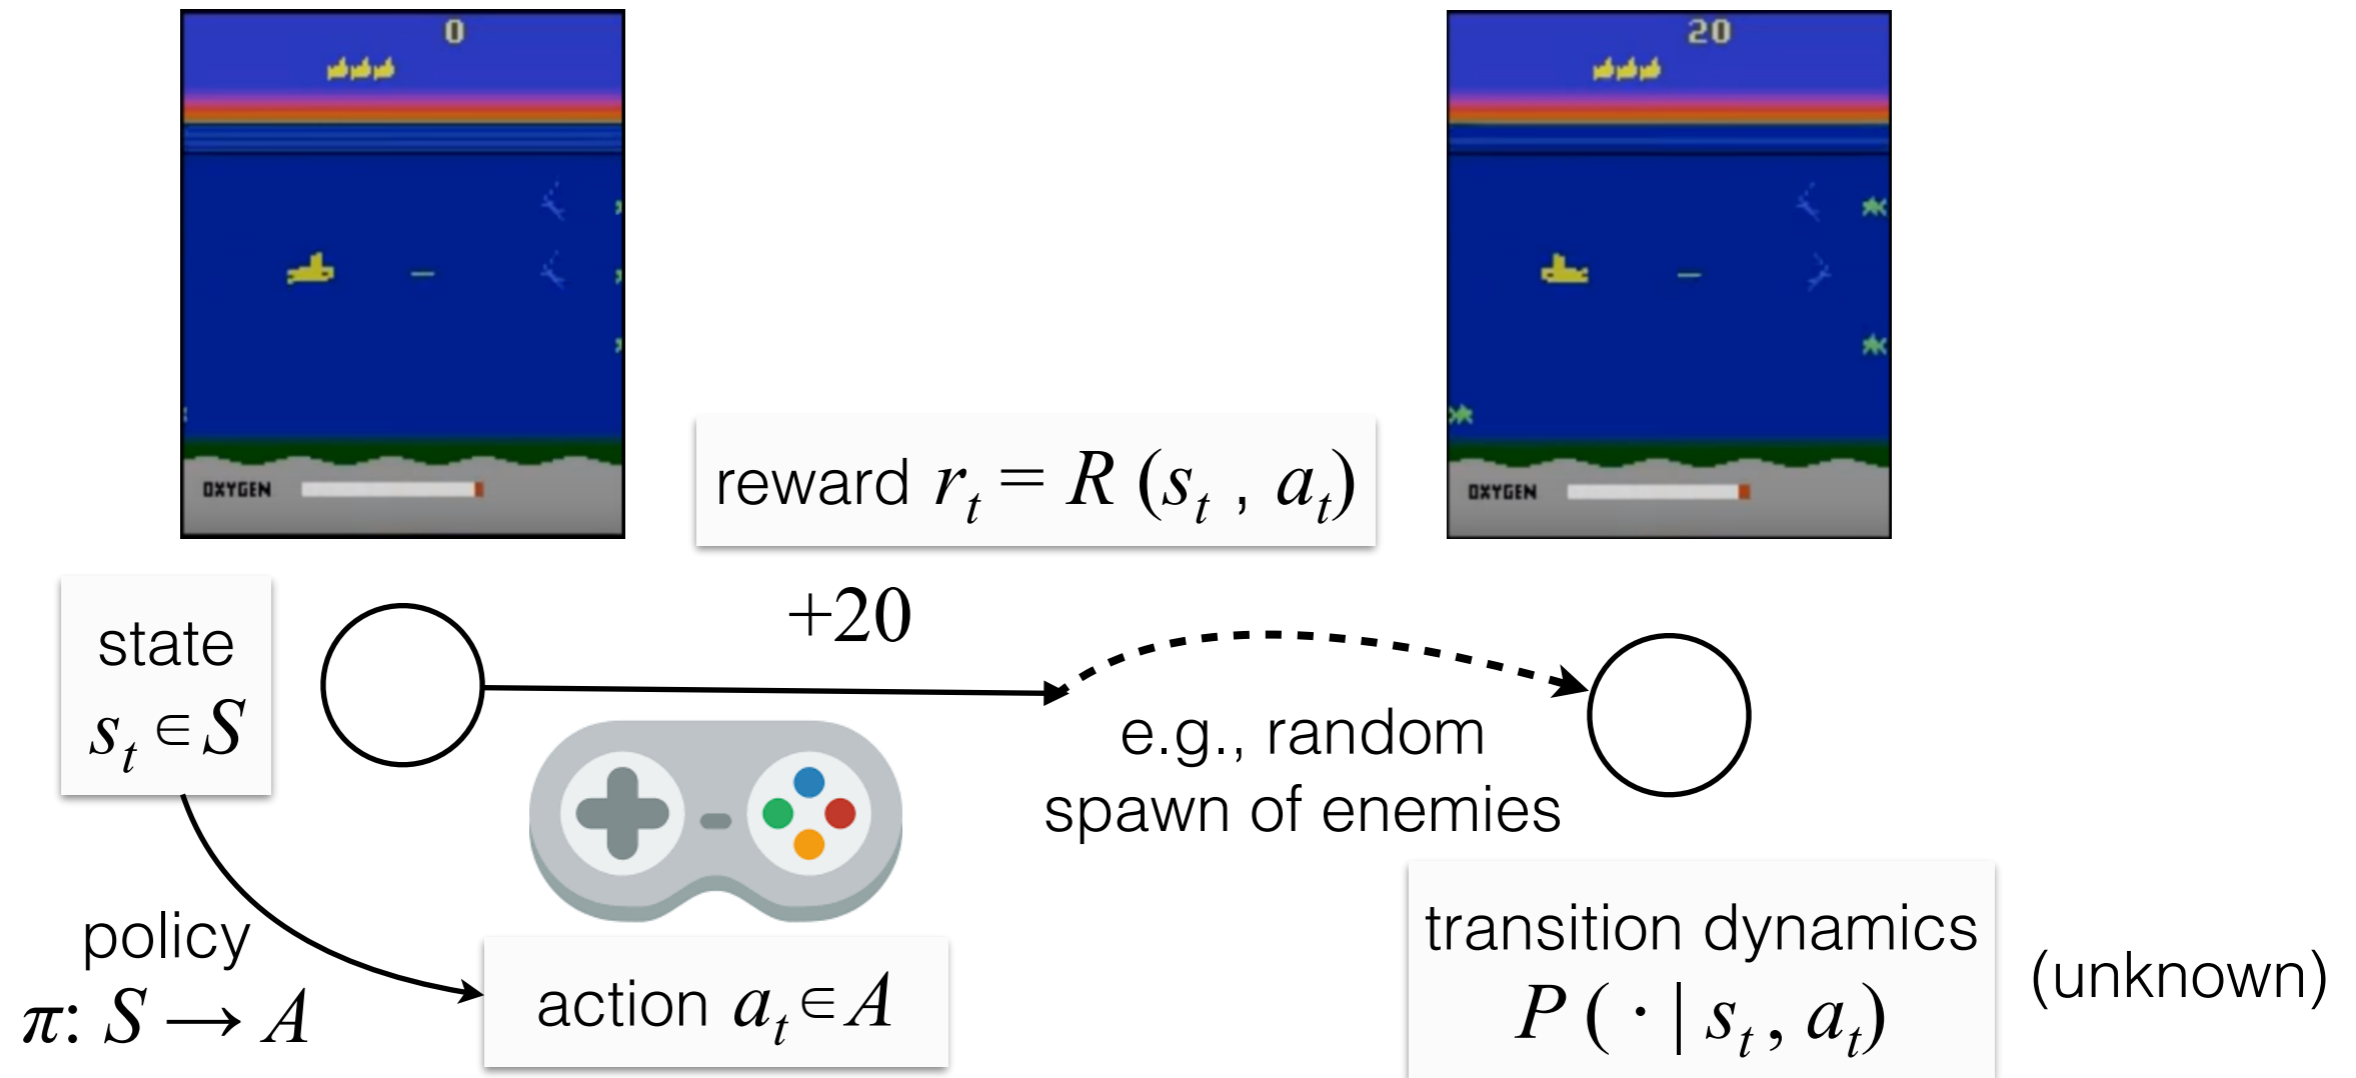 0
20
OXYGEN
OXYGEN
reward r_t = R (s_t , a_t)
+20
state
s_t ∈ S
e.g., random
spawn of enemies
policy
π: S → A
action a_t ∈ A
transition dynamics
P ( · | s_t , a_t)
(unknown)